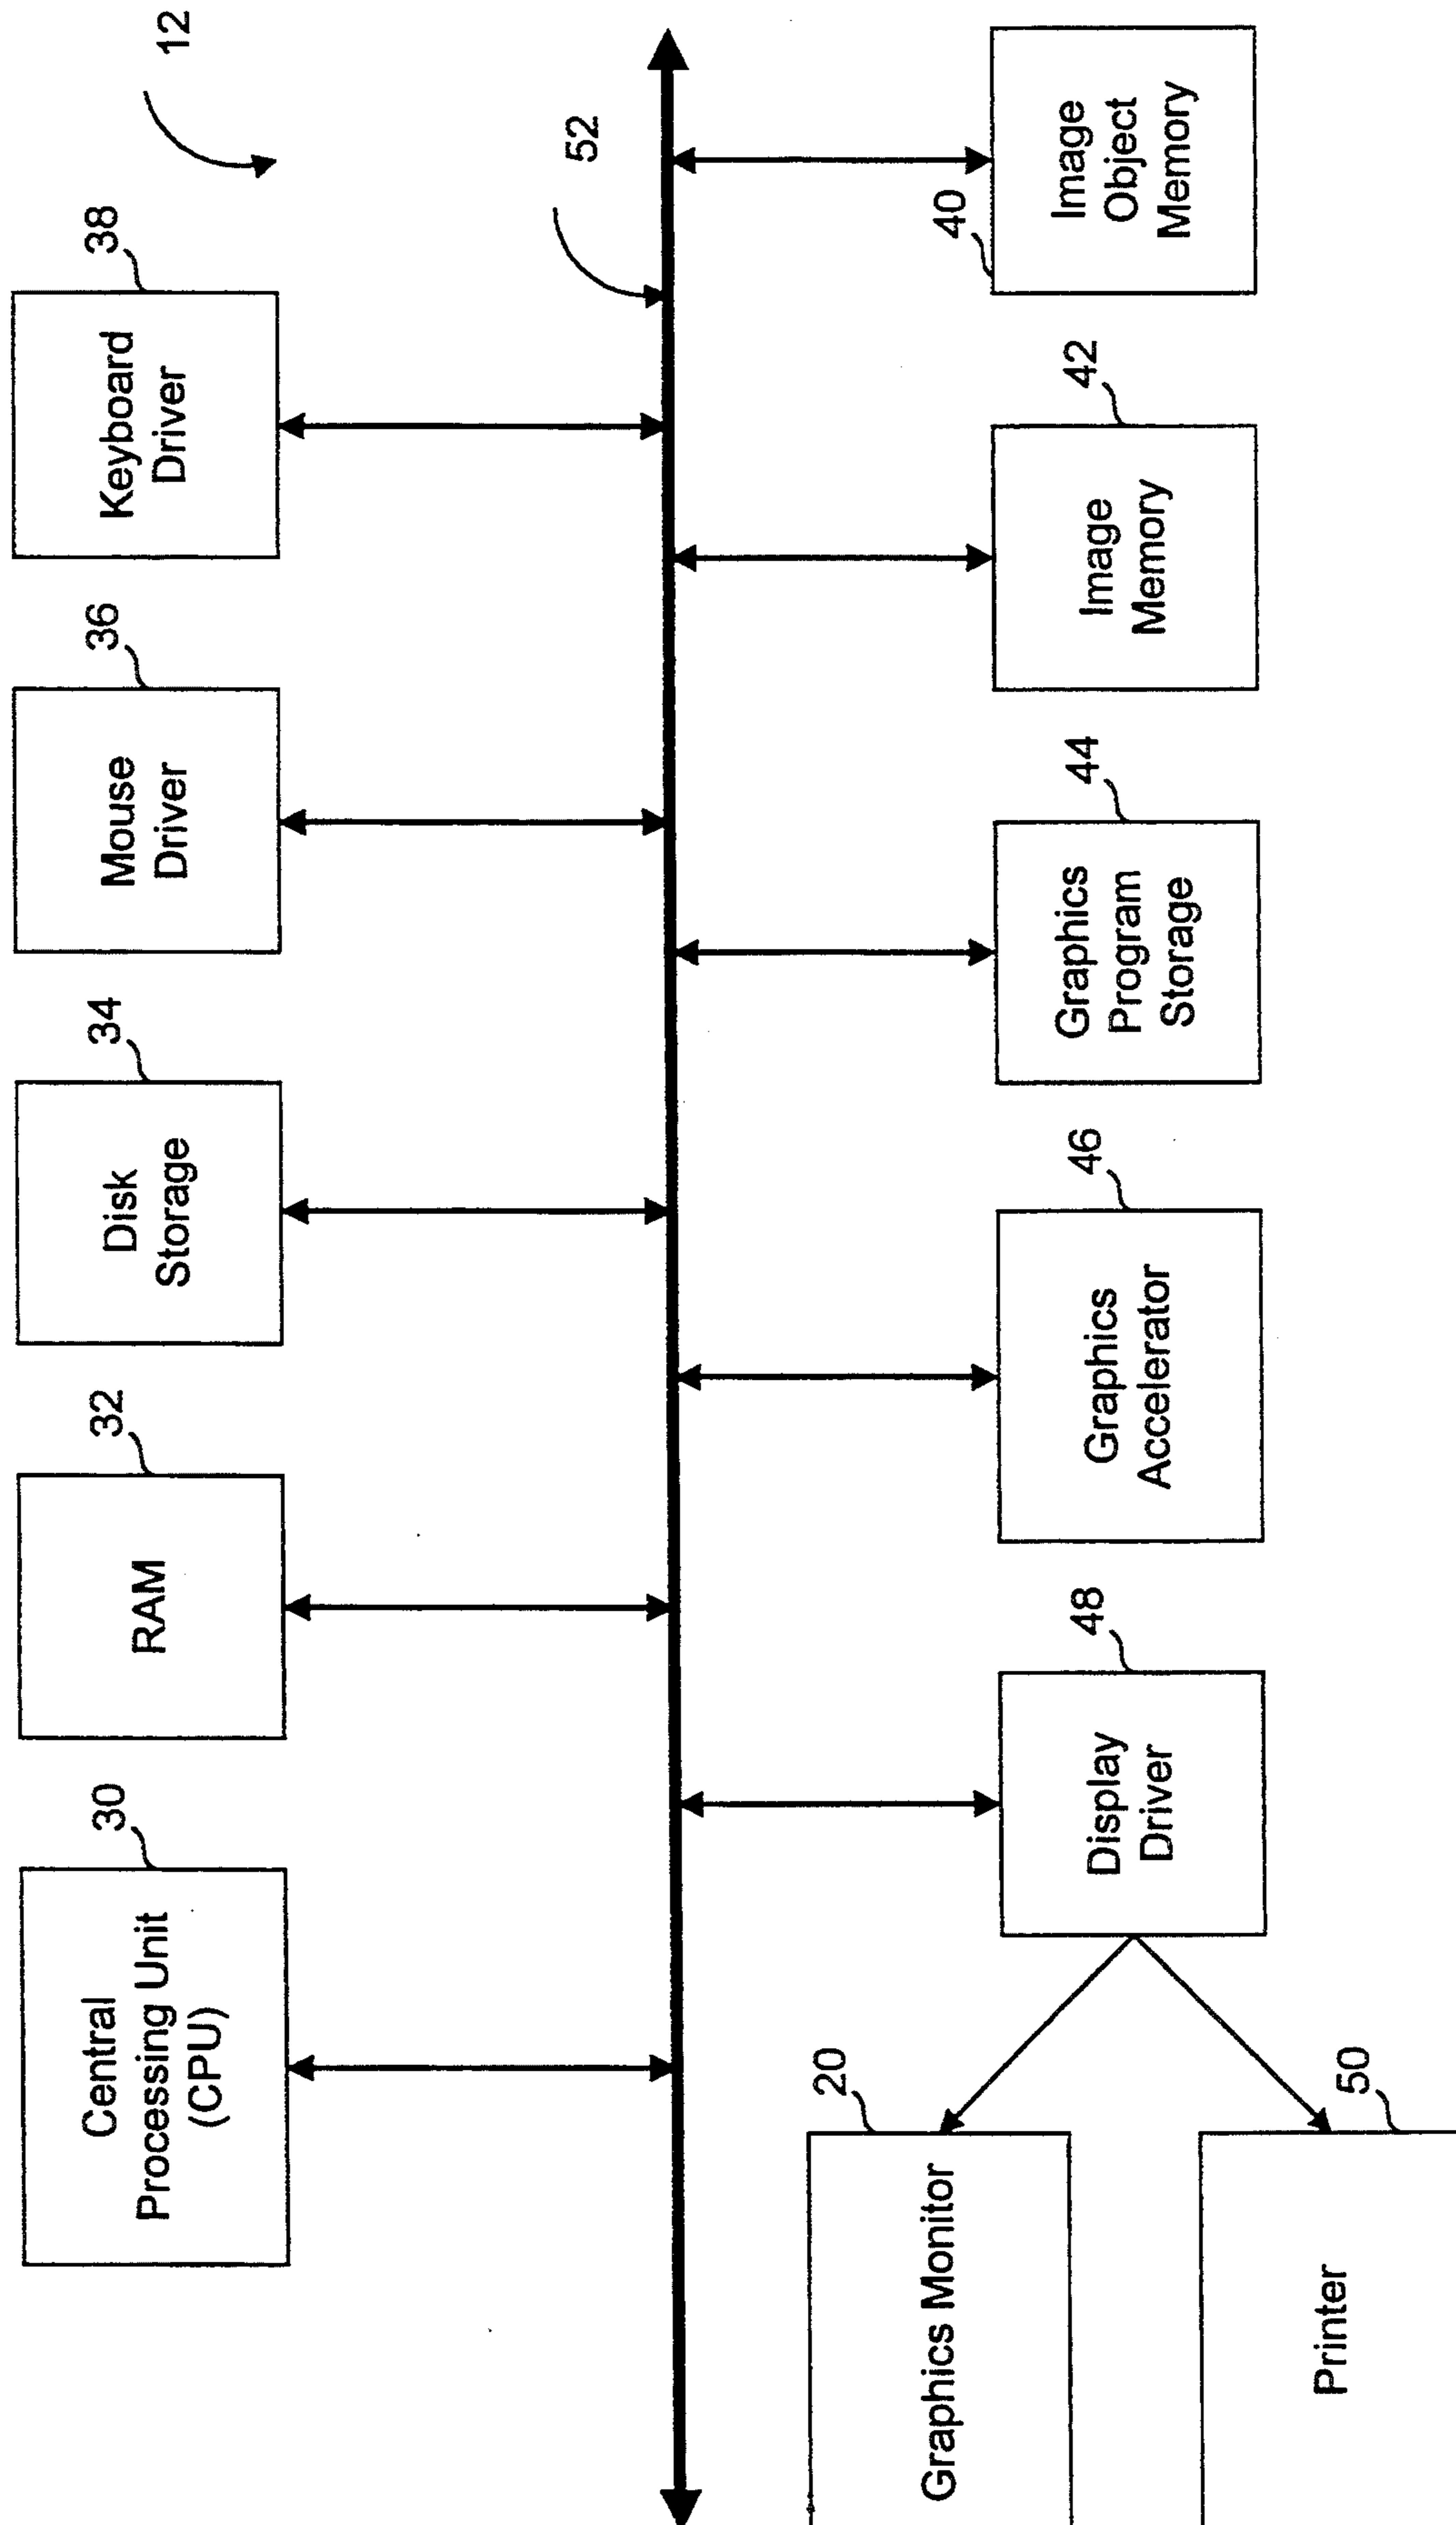 12
30
Central
Processing Unit
(CPU)
32
RAM
34
Disk
Storage
36
Mouse
Driver
38
Keyboard
Driver
52
20
Graphics Monitor
50
Printer
48
Display
Driver
46
Graphics
Accelerator
44
Graphics
Program
Storage
42
Image
Memory
40
Image
Object
Memory